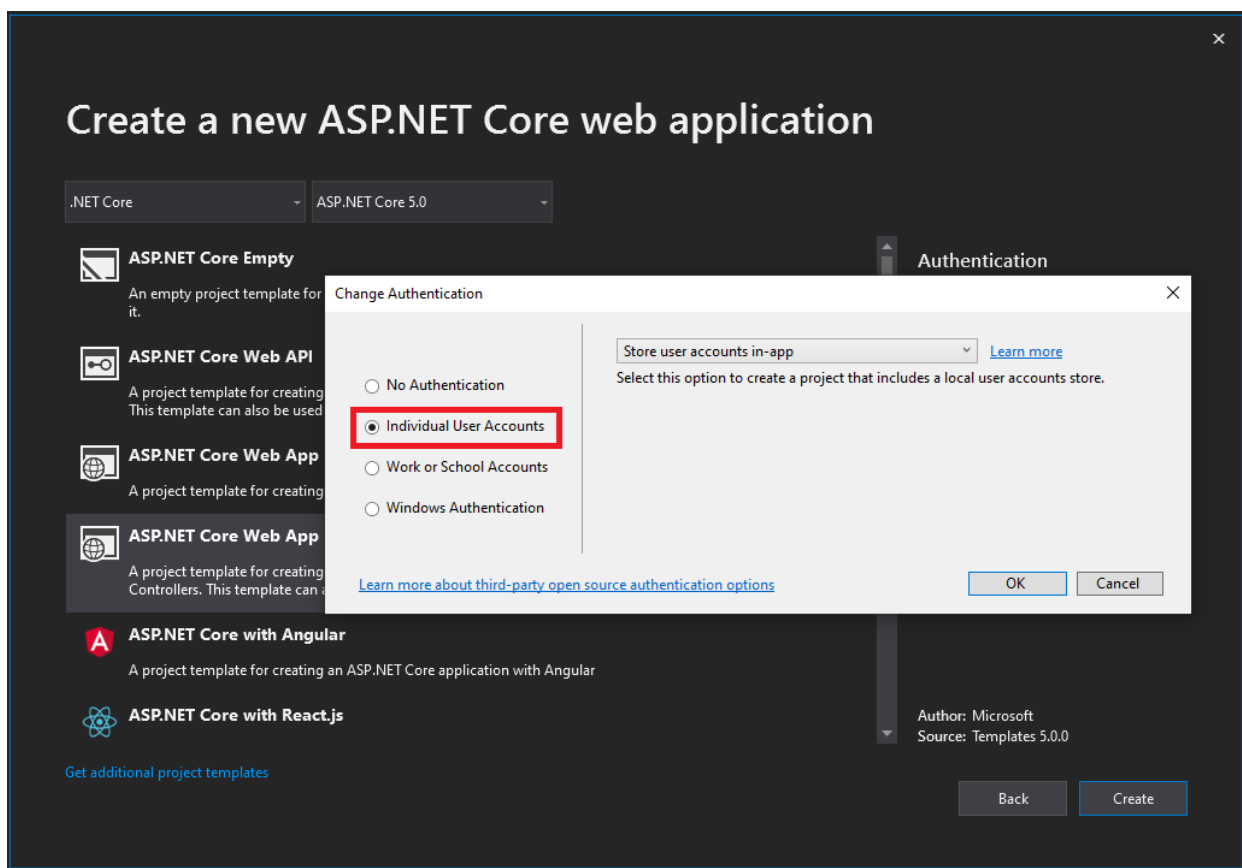 Create a new ASP.NET Core web application
.NET Core
ASP.NET Core 5.0
ASP.NET Core Empty
An empty project template for
it.
ASP.NET Core Web API
A project template for creating
This template can also be used
ASP.NET Core Web App
A project template for creating
ASP.NET Core Web App
A project template for creating
Controllers. This template can
ASP.NET Core with Angular
A project template for creating an ASP.NET Core application with Angular
ASP.NET Core with React.js
Get additional project templates
Authentication
Change Authentication
No Authentication
Individual User Accounts
Work or School Accounts
Windows Authentication
Store user accounts in-app
Learn more
Select this option to create a project that includes a local user accounts store.
Learn more about third-party open source authentication options
OK
Cancel
Author: Microsoft
Source: Templates 5.0.0
Back
Create